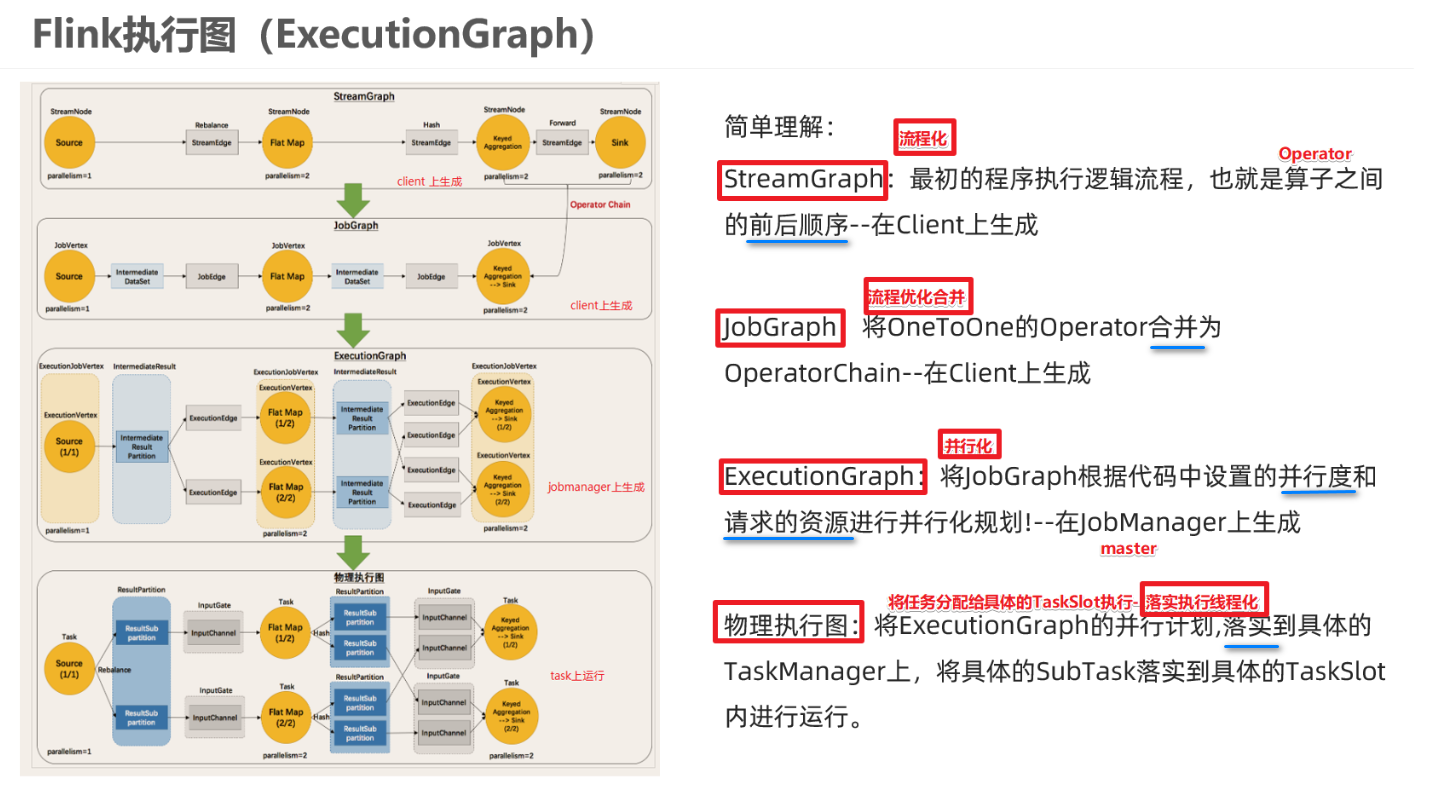 Flink执行图（ExecutionGraph）
StreamGraph
StreamNode
StreamNode
StreamNode
StreamNode
Source
Rebalance
StreamEdge
Flat Map
Hash
StreamEdge
Keyed
Aggregation
Forward
StreamEdge
Sink
parallelism=1
parallelism=2
parallelism=2
parallelism=2
client 上生成
Operator Chain
JobGraph
JobVertex
JobVertex
JobVertex
Source
Intermediate
DataSet
JobEdge
Flat Map
Intermediate
DataSet
JobEdge
Keyed
Aggregation
--> Sink
parallelism=1
parallelism=2
parallelism=2
client上生成
ExecutionGraph
ExecutionJobVertex
IntermediateResult
ExecutionJobVertex
IntermediateResult
ExecutionJobVertex
ExecutionVertex
Source
(1/1)
Intermediate
Result
Partition
ExecutionEdge
ExecutionEdge
ExecutionVertex
Flat Map
(1/2)
ExecutionVertex
Flat Map
(2/2)
Intermediate
Result
Partition
Intermediate
Result
Partition
ExecutionEdge
ExecutionEdge
ExecutionEdge
ExecutionEdge
ExecutionVertex
Keyed
Aggregation
--> Sink
(1/2)
ExecutionVertex
Keyed
Aggregation
--> Sink
(2/2)
parallelism=1
parallelism=2
parallelism=2
jobmanager上生成
物理执行图
Task
Source
(1/1)
Rebalance
ResultPartition
ResultSub
partition
ResultSub
partition
InputGate
InputChannel
InputGate
InputChannel
Task
Flat Map
(1/2)
Hash
Task
Flat Map
(2/2)
Hash
ResultPartition
ResultSub
partition
ResultSub
partition
ResultPartition
ResultSub
partition
ResultSub
partition
InputGate
InputChannel
InputChannel
InputGate
InputChannel
InputChannel
Task
Keyed
Aggregation
--> Sink
(1/2)
Task
Keyed
Aggregation
--> Sink
(2/2)
parallelism=1
parallelism=2
parallelism=2
task上运行
简单理解：
流程化
Operator
StreamGraph：最初的程序执行逻辑流程，也就是算子之间
的前后顺序--在Client上生成
流程优化合并
JobGraph 将OneToOne的Operator合并为
OperatorChain--在Client上生成
并行化
ExecutionGraph：将JobGraph根据代码中设置的并行度和
请求的资源进行并行化规划!--在JobManager上生成
master
将任务分配给具体的TaskSlot执行-落实执行线程化
物理执行图：将ExecutionGraph的并行计划,落实到具体的
TaskManager上，将具体的SubTask落实到具体的TaskSlot
内进行运行。